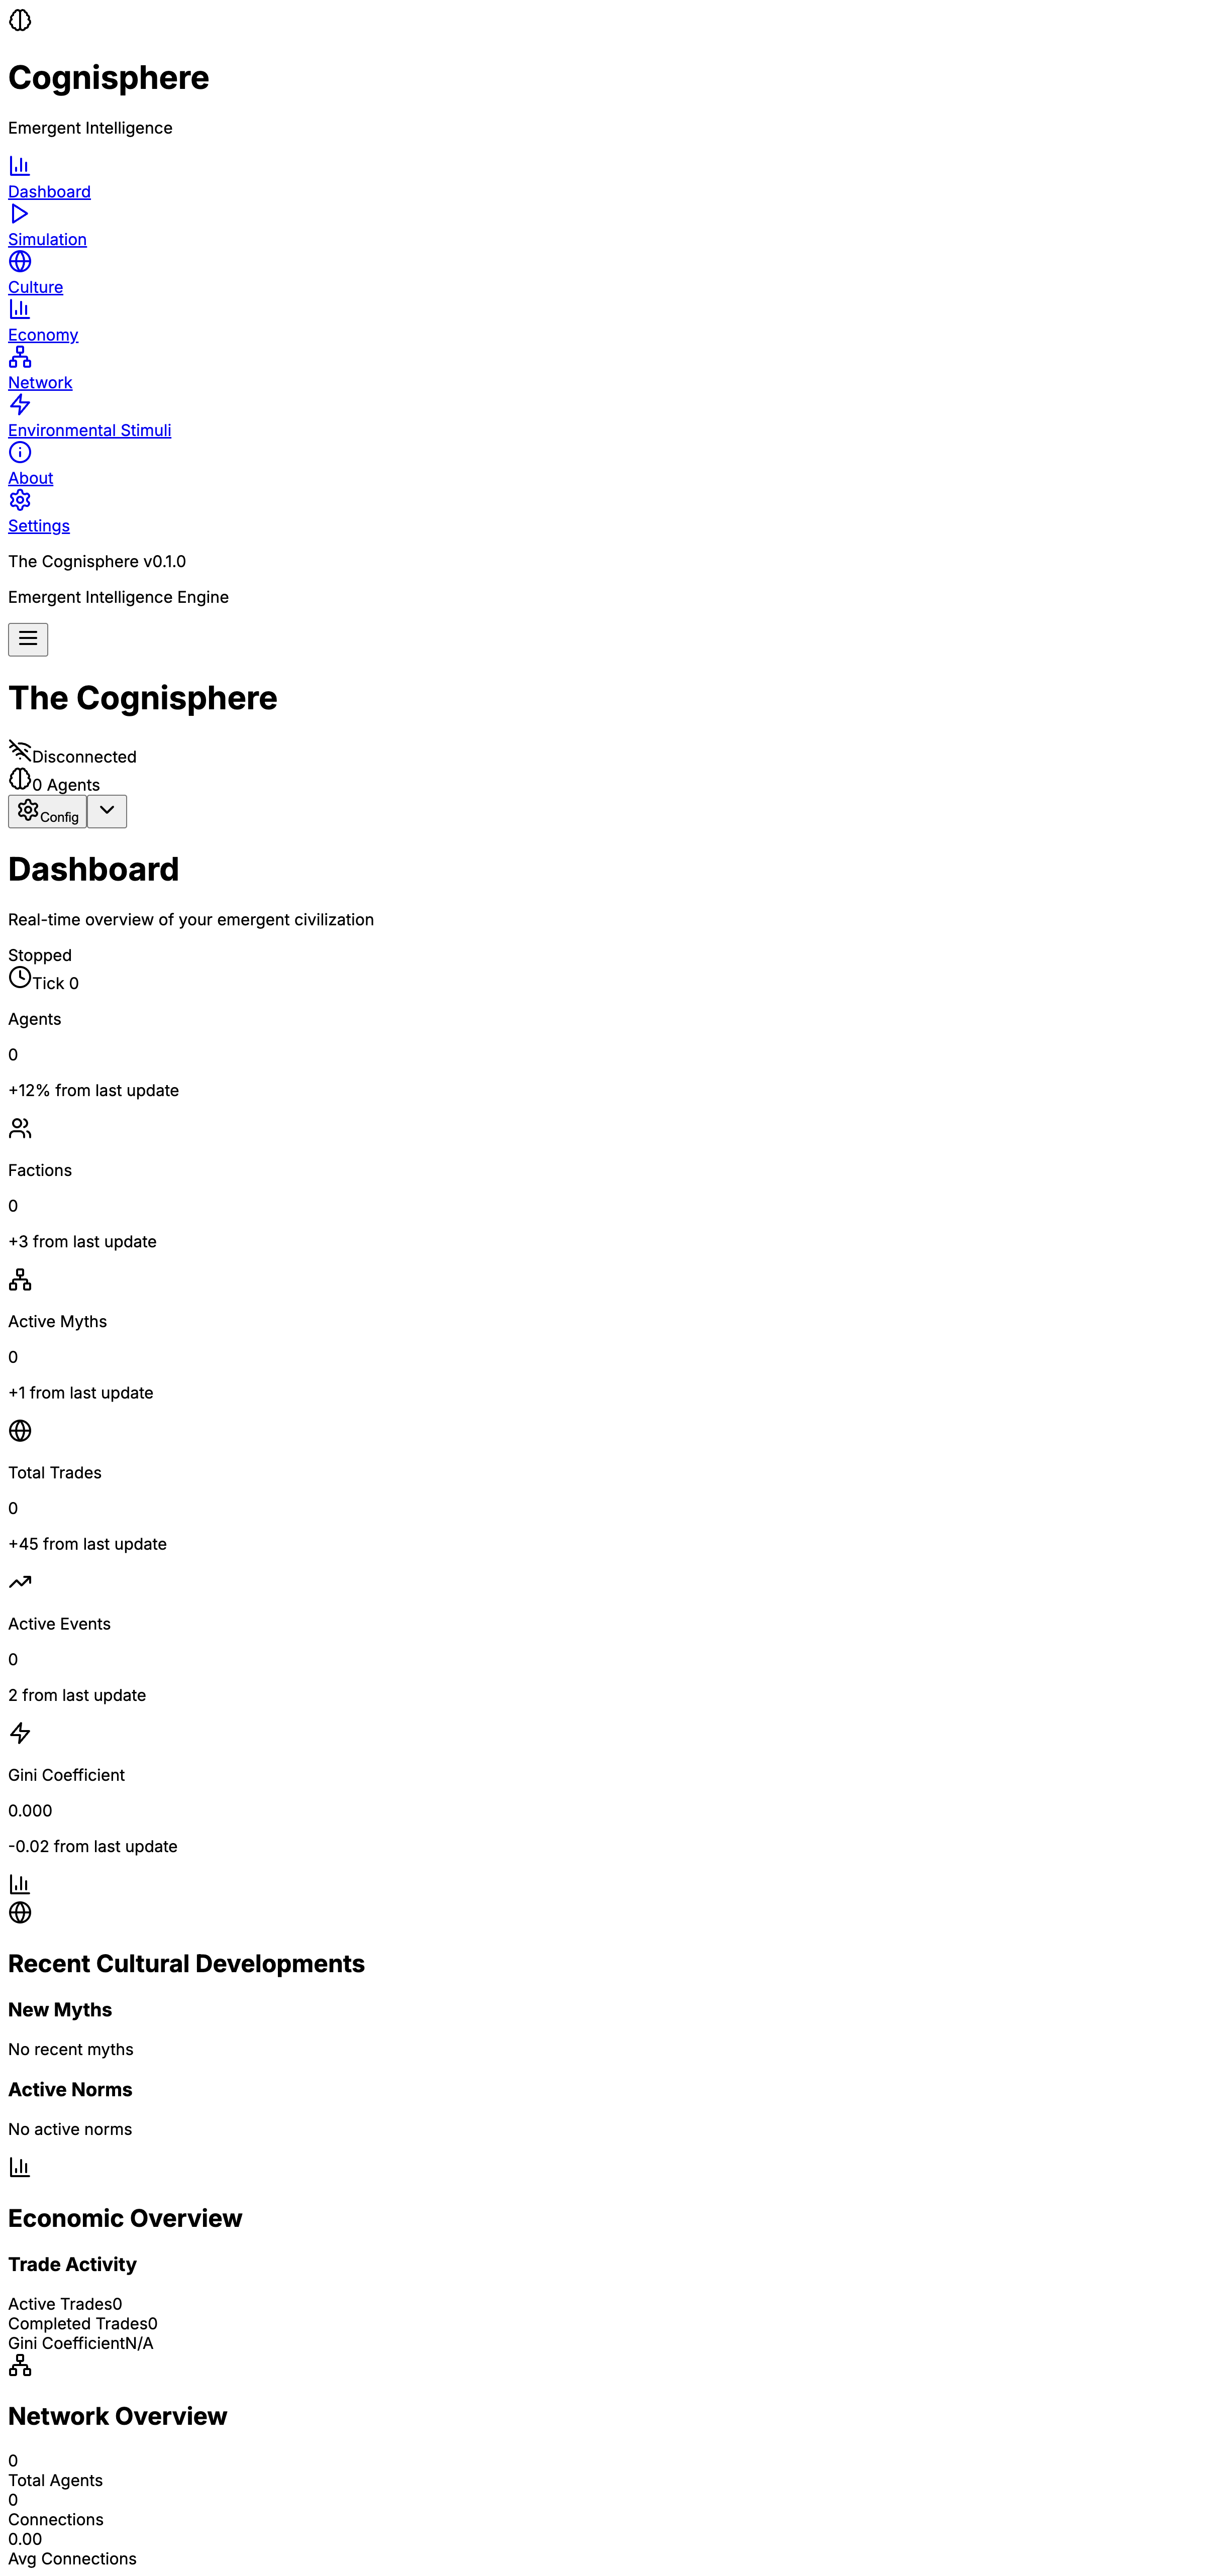 Cognisphere
Emergent Intelligence
Dashboard
Simulation
Culture
Economy
Network
Environmental Stimuli
About
Settings
The Cognisphere v0.1.0
Emergent Intelligence Engine
The Cognisphere
Disconnected
0 Agents
Config
Dashboard
Real-time overview of your emergent civilization
Stopped
Tick 0
Agents
0
+12% from last update
Factions
0
+3 from last update
Active Myths
0
+1 from last update
Total Trades
0
+45 from last update
Active Events
0
2 from last update
Gini Coefficient
0.000
-0.02 from last update
Recent Cultural Developments
New Myths
No recent myths
Active Norms
No active norms
Economic Overview
Trade Activity
Active Trades0
Completed Trades0
Gini CoefficientN/A
Network Overview
0
Total Agents
0
Connections
0.00
Avg Connections